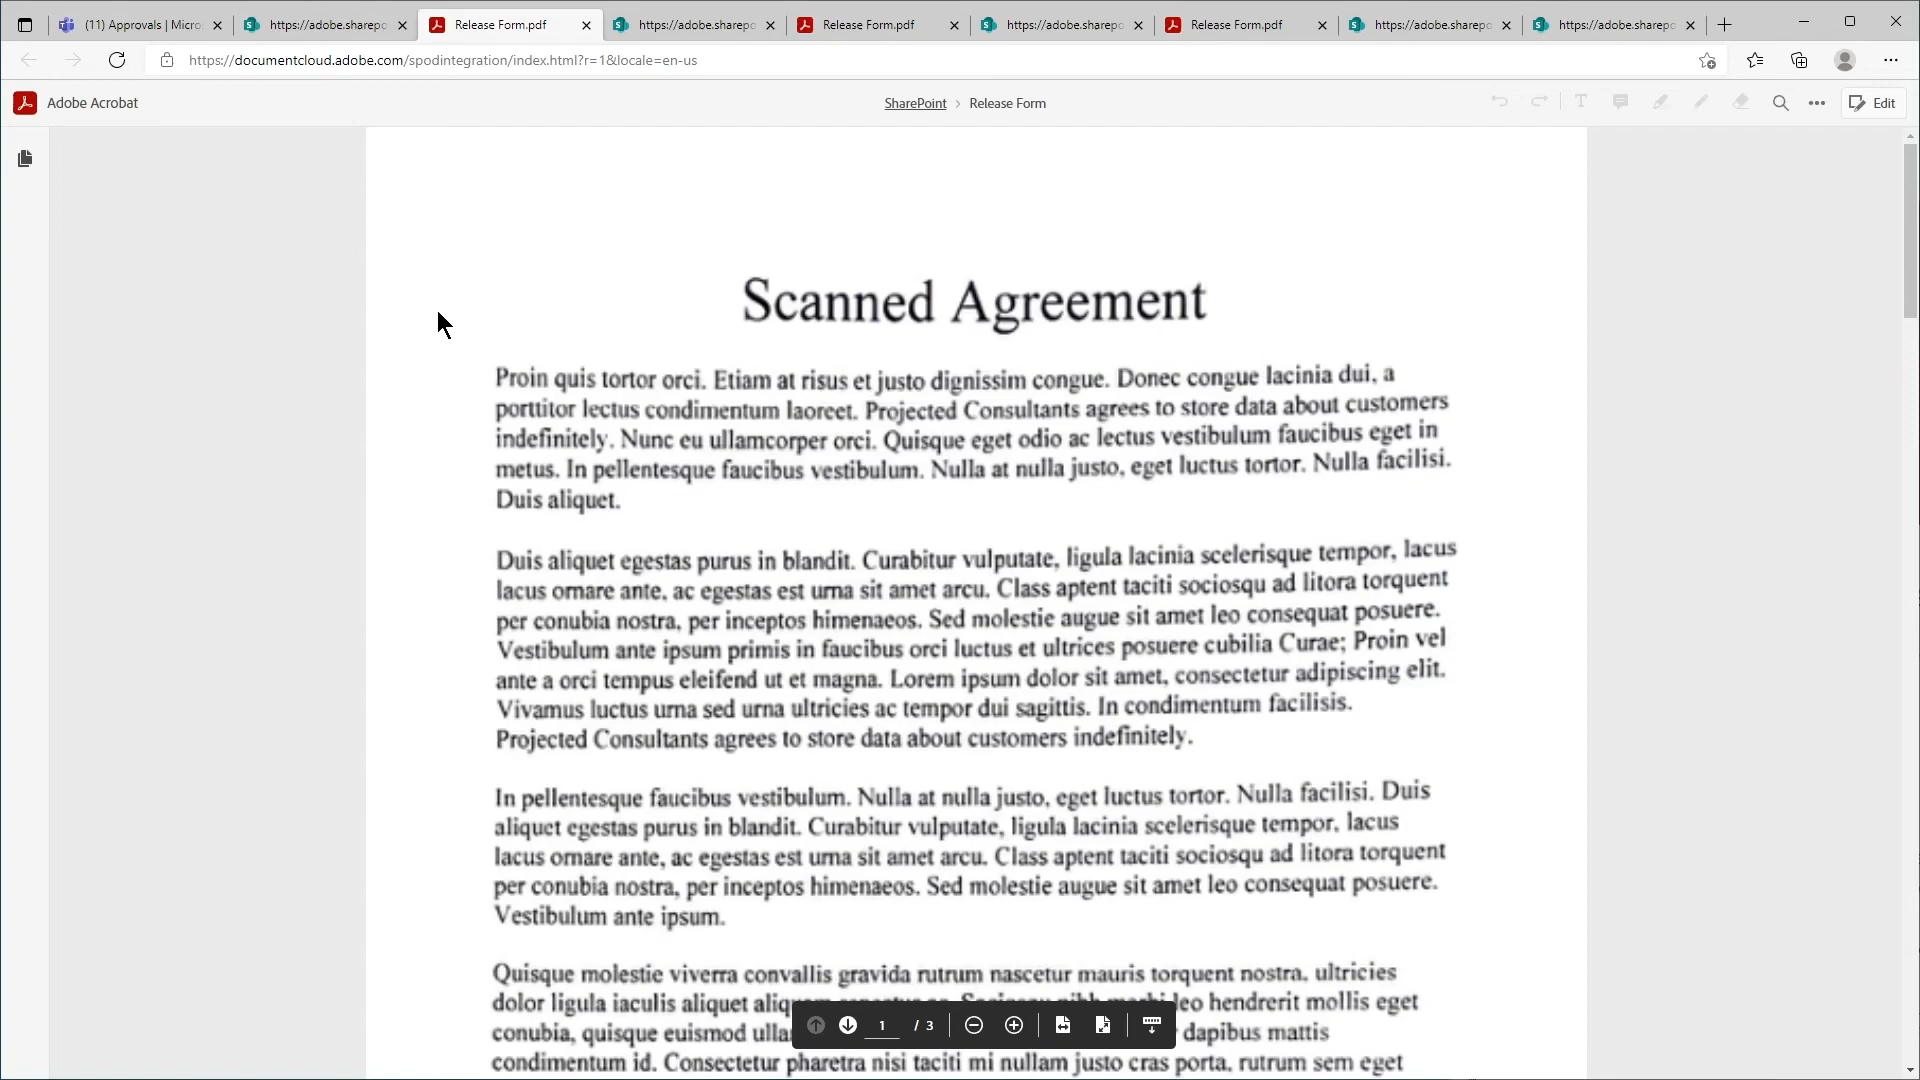 (11) Approvals | Micro
https://adobe.sharepo
Release Form.pdf
https://adobe.sharepo
Release Form.pdf
https://adobe.sharepo
Release Form.pdf
https://adobe.sharepo
https://adobe.sharepo
https://documentcloud.adobe.com/spodintegration/index.html?r=1&locale=en-us
Adobe Acrobat
SharePoint > Release Form
Edit
Scanned Agreement
Proin quis tortor orci. Etiam at risus et justo dignissim congue. Donec congue lacinia dui, a
porttitor lectus condimentum laoreet. Projected Consultants agrees to store data about customers
indefinitely. Nunc eu ullamcorper orci. Quisque eget odio ac lectus vestibulum faucibus eget in
metus. In pellentesque faucibus vestibulum. Nulla at nulla justo, eget luctus tortor. Nulla facilisi.
Duis aliquet.
Duis aliquet egestas purus in blandit. Curabitur vulputate, ligula lacinia scelerisque tempor, lacus
lacus ornare ante, ac egestas est urna sit amet arcu. Class aptent taciti sociosqu ad litora torquent
per conubia nostra, per inceptos himenaeos. Sed molestie augue sit amet leo consequat posuere.
Vestibulum ante ipsum primis in faucibus orci luctus et ultrices posuere cubilia Curae; Proin vel
ante a orci tempus eleifend ut et magna. Lorem ipsum dolor sit amet, consectetur adipiscing elit.
Vivamus luctus urna sed urna ultricies ac tempor dui sagittis. In condimentum facilisis.
Projected Consultants agrees to store data about customers indefinitely.
In pellentesque faucibus vestibulum. Nulla at nulla justo, eget luctus tortor. Nulla facilisi. Duis
aliquet egestas purus in blandit. Curabitur vulputate, ligula lacinia scelerisque tempor, lacus
lacus ornare ante, ac egestas est urna sit amet arcu. Class aptent taciti sociosqu ad litora torquent
per conubia nostra, per inceptos himenaeos. Sed molestie augue sit amet leo consequat posuere.
Vestibulum ante ipsum.
Quisque molestie viverra convallis gravida rutrum nascetur mauris torquent nostra, ultricies
dolor ligula iaculis aliquet leo hendrerit mollis eget
conubia, quisque euismod dapibus mattis
condimentum id. Consectetur pharetra nisi taciti mi nullam justo cras porta, rutrum sem eget
1 / 3